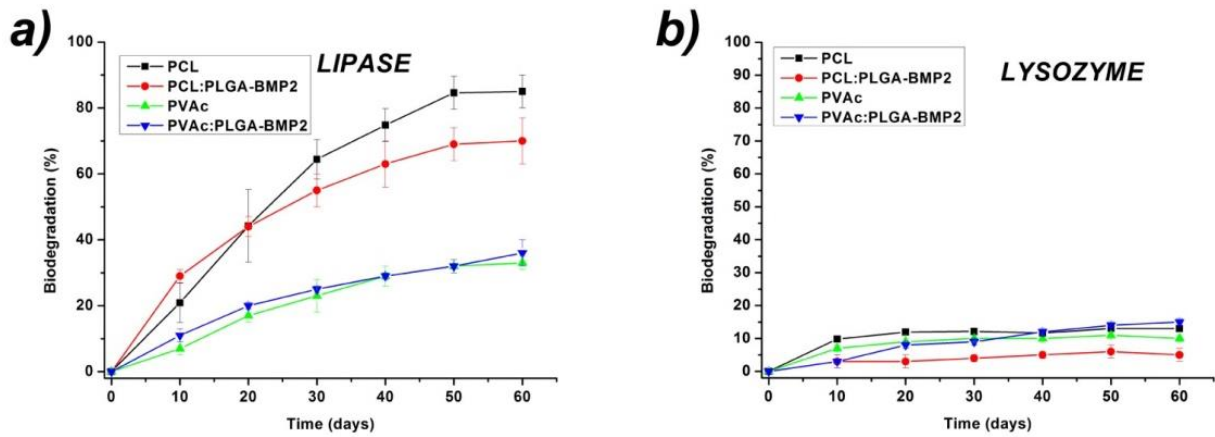 a)
LIPASE
PCL
PCL:PLGA-BMP2
PVAc
PVAc:PLGA-BMP2
100
80
60
40
20
0
Biodegradation (%)
0 10 20 30 40 50 60
Time (days)
b)
LYSOZYME
PCL
PCL:PLGA-BMP2
PVAc
PVAc:PLGA-BMP2
100
90
80
70
60
50
40
30
20
10
0
Biodegradation (%)
0 10 20 30 40 50 60
Time (days)